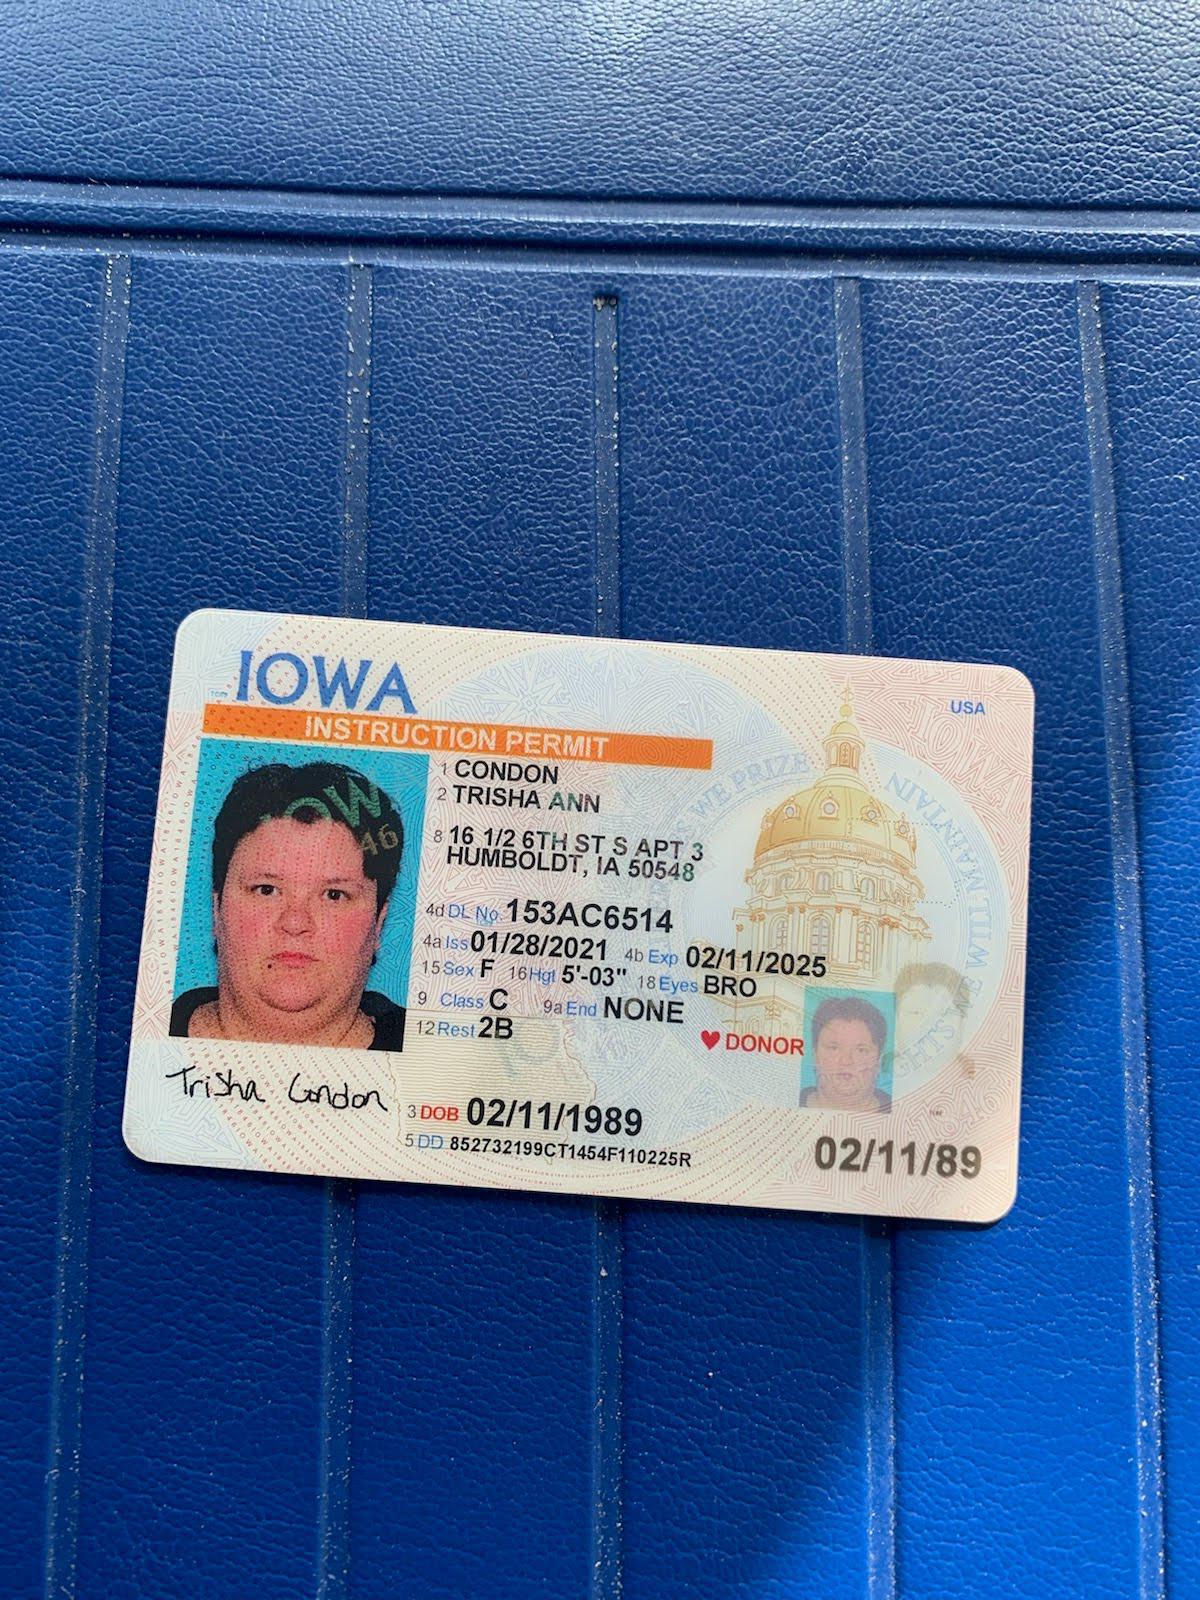 IOWA
USA
INSTRUCTION PERMIT
1 CONDON
2 TRISHA ANN
8 16 1/2 6TH ST S APT 3
HUMBOLDT, IA 50548
4d DL No. 153AC6514
4a Iss 01/28/2021 4b Exp 02/11/2025
15 Sex F 16 Hgt 5'-03" 18 Eyes BRO
9 Class C 9a End NONE
12 Rest 2B
DONOR
Trisha Condon
3 DOB 02/11/1989
5 DD 852732199CT1454F110225R
02/11/89
WE PRIZE
MAINTAIN